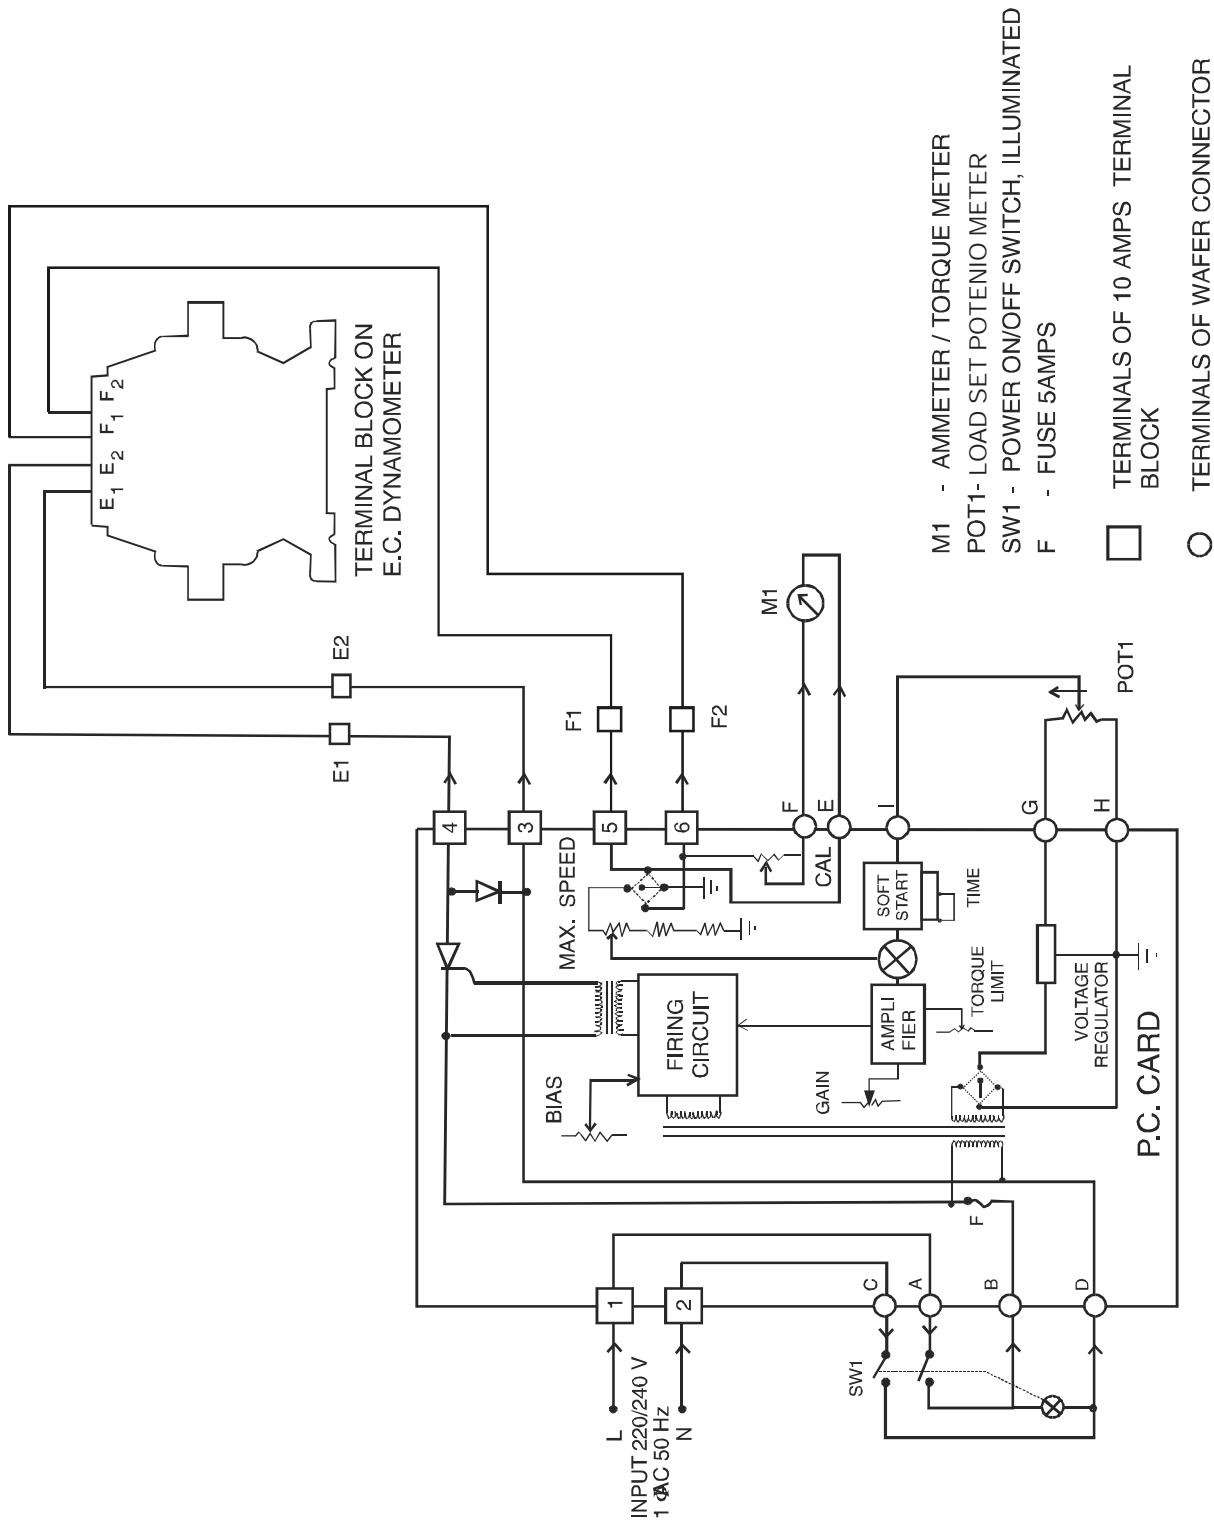 INPUT 220/240 V
1 ΦAC 50 Hz
L
N
1
2
SW1
C
A
B
D
F
P.C. CARD
BIAS
FIRING
CIRCUIT
GAIN
AMPLI
FIER
TORQUE
LIMIT
VOLTAGE
REGULATOR
MAX. SPEED
SOFT
START
TIME
CAL
4
3
5
6
F
E
I
G
H
E1
E2
F1
F2
M1
POT1
E1 E2 F1 F2
TERMINAL BLOCK ON
E.C. DYNAMOMETER
M1 - AMMETER / TORQUE METER
POT1- LOAD SET POTENIO METER
SW1 - POWER ON/OFF SWITCH, ILLUMINATED
F - FUSE 5AMPS
TERMINALS OF 10 AMPS TERMINAL
BLOCK
TERMINALS OF WAFER CONNECTOR